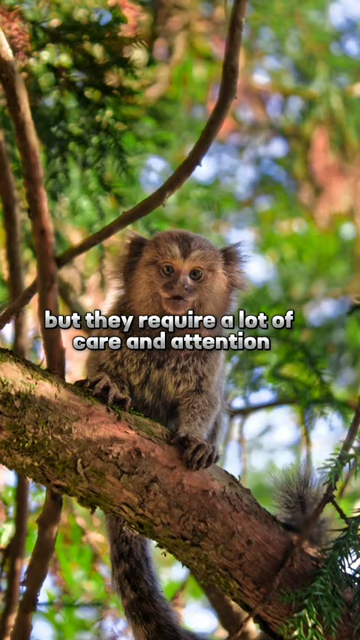 but they require a lot of
care and attention